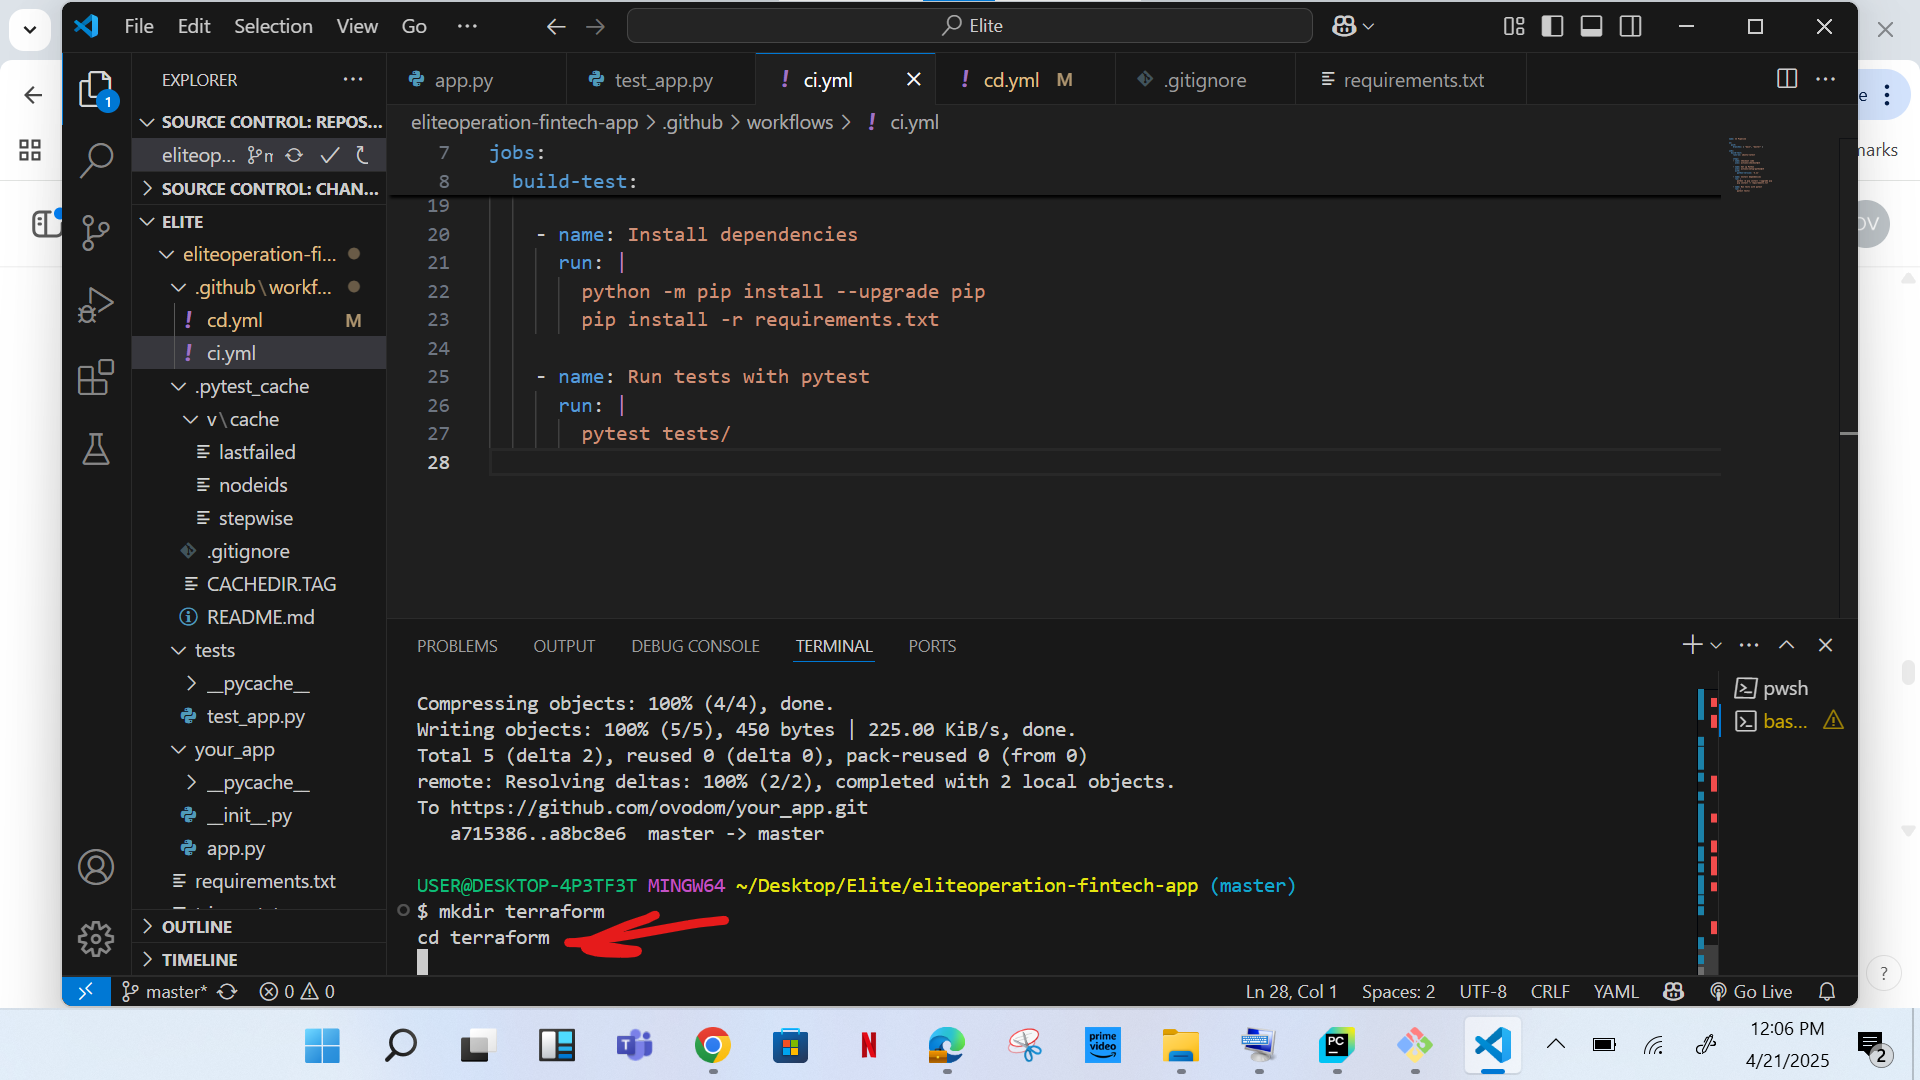 File Edit Selection View Go ··· Elite
EXPLORER ···
SOURCE CONTROL: REPOS...
eliteop...
SOURCE CONTROL: CHAN...
ELITE
eliteoperation-fi...
.github\workf...
cd.yml M
ci.yml
.pytest_cache
v\cache
lastfailed
nodeids
stepwise
.gitignore
CACHEDIR.TAG
README.md
tests
__pycache__
test_app.py
your_app
__pycache__
__init__.py
app.py
requirements.txt
OUTLINE
TIMELINE
app.py test_app.py ! ci.yml ! cd.yml M .gitignore requirements.txt
eliteoperation-fintech-app > .github > workflows > ! ci.yml
7 jobs:
8 build-test:
19
20 - name: Install dependencies
21 run: |
22 python -m pip install --upgrade pip
23 pip install -r requirements.txt
24
25 - name: Run tests with pytest
26 run: |
27 pytest tests/
28
PROBLEMS OUTPUT DEBUG CONSOLE TERMINAL PORTS
Compressing objects: 100% (4/4), done.
Writing objects: 100% (5/5), 450 bytes | 225.00 KiB/s, done.
Total 5 (delta 2), reused 0 (delta 0), pack-reused 0 (from 0)
remote: Resolving deltas: 100% (2/2), completed with 2 local objects.
To https://github.com/ovodom/your_app.git
a715386..a8bc8e6 master -> master
USER@DESKTOP-4P3TF3T MINGW64 ~/Desktop/Elite/eliteoperation-fintech-app (master)
$ mkdir terraform
cd terraform
pwsh
bas...
master* 0 0 Ln 28, Col 1 Spaces: 2 UTF-8 CRLF YAML Go Live
prime video
PC
12:06 PM
4/21/2025
2